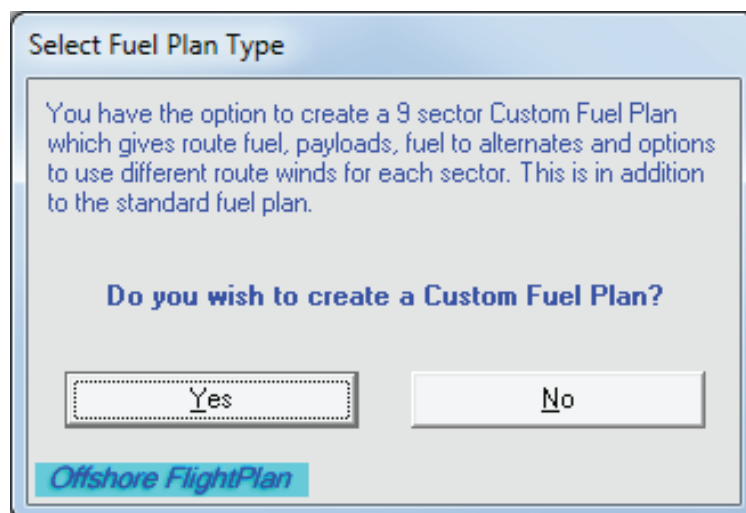 Select Fuel Plan Type
You have the option to create a 9 sector Custom Fuel Plan
which gives route fuel, payloads, fuel to alternates and options
to use different route winds for each sector. This is in addition
to the standard fuel plan.
Do you wish to create a Custom Fuel Plan?
Yes No
Offshore FlightPlan